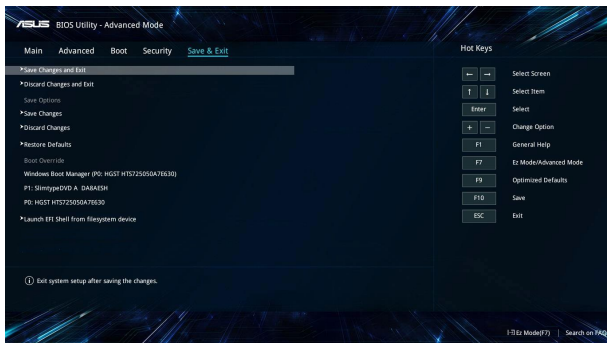 ASUS BIOS Utility - Advanced Mode
Main Advanced Boot Security Save & Exit
Hot Keys
Save Changes and Exit
Discard Changes and Exit
Save Options
Save Changes
Discard Changes
Restore Defaults
Boot Override
Windows Boot Manager (P0: HGST HTS725050A7E630)
P1: SlimtypeDVD A DA8AESH
P0: HGST HTS725050A7E630
Launch EFI Shell from filesystem device
← → Select Screen
↑ ↓ Select Item
Enter Select
+ − Change Option
F1 General Help
F7 Ez Mode/Advanced Mode
F9 Optimized Defaults
F10 Save
ESC Exit
Exit system setup after saving the changes.
Ez Mode(F7) | Search on FAQ